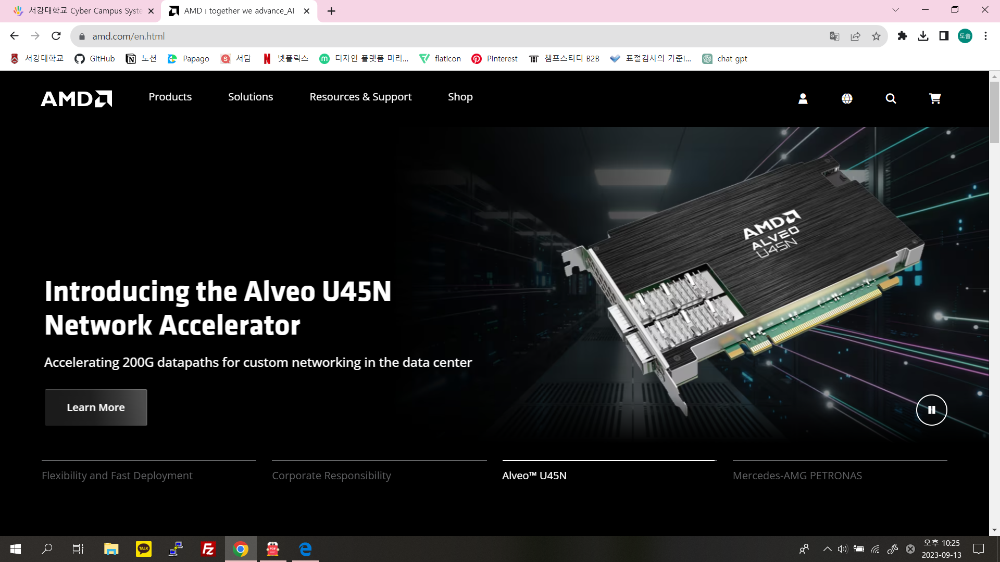 서강대학교 Cyber Campus Syste
AMD ו together we advance_AI
amd.com/en.html
도솔
서강대학교
GitHub
노션
Papago
서담
넷플릭스
디자인 플랫폼 미리...
flaticon
Pinterest
챔프스터디 B2B
표절검사의 기준!...
chat gpt
AMD
Products
Solutions
Resources & Support
Shop
AMD
ALVEO
U45N
Introducing the Alveo U45N
Network Accelerator
Accelerating 200G datapaths for custom networking in the data center
Learn More
Flexibility and Fast Deployment
Corporate Responsibility
Alveo™ U45N
Mercedes-AMG PETRONAS
TALK
Fz
PDF
오후 10:25
2023-09-13